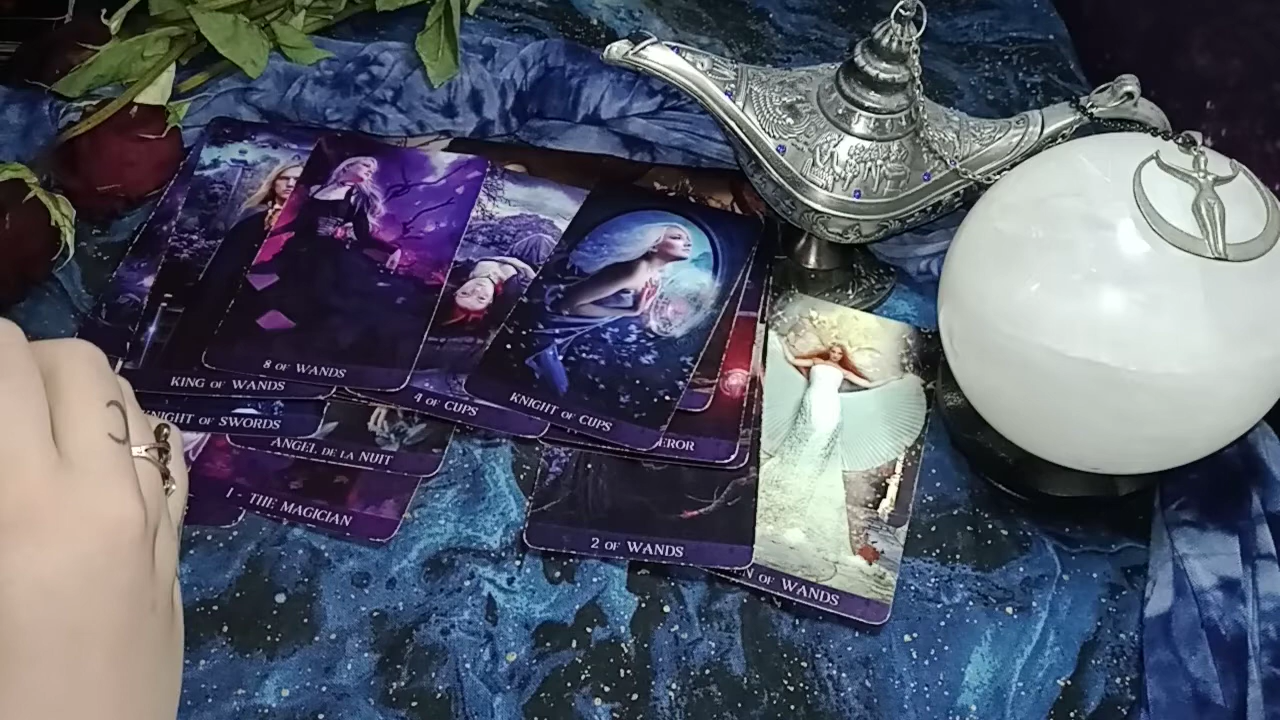 8 OF WANDS
KING OF WANDS
4 OF CUPS
KNIGHT OF CUPS
KNIGHT OF SWORDS
EROR
ANGEL DE LA NUIT
1 - THE MAGICIAN
2 OF WANDS
N OF WANDS